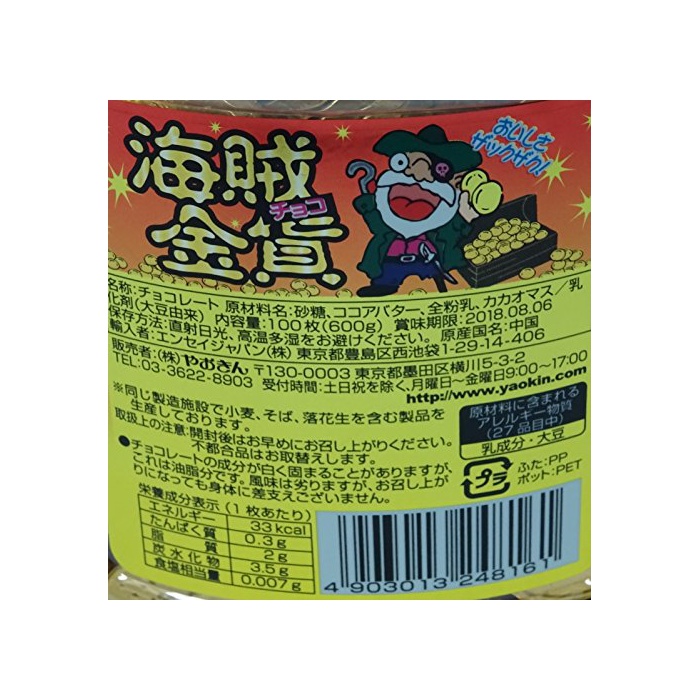 海賊
チョコ
金貨
おいしさ
ザックザク!
名称:チョコレート 原材料名:砂糖、ココアバター、全粉乳、カカオマス/乳
化剤(大豆由来) 内容量:100枚(600g) 賞味期限:2018.08.06
保存方法:直射日光、高温多湿をお避けください。 原産国名:中国
輸入者:エンセイジャパン(株) 東京都豊島区西池袋1-29-14-406
販売者:(株) やおきん 〒130-0003 東京都墨田区横川5-3-2
TEL:03-3622-8903 受付時間:土日祝を除く、月曜日〜金曜日9:00〜17:00
http://www.yaokin.com/
※同じ製造施設で小麦、そば、落花生を含む製品を
生産しております。
取扱上の注意:開封後はお早めにお召し上がりください。
不都合品はお取替えします。
●チョコレートの成分が白く固まることがありますが、
これは油脂分です。風味は劣りますが、お召し上が
りになっても身体に差支えございません。
原材料に含まれる
アレルギー物質
(27品目中)
乳成分・大豆
プラ
ふた:PP
ポット:PET
栄養成分表示(1枚あたり)
エネルギー 33kcal
たんぱく質 0.3g
脂質 2g
炭水化物 3.5g
食塩相当量 0.007g
4903013248161